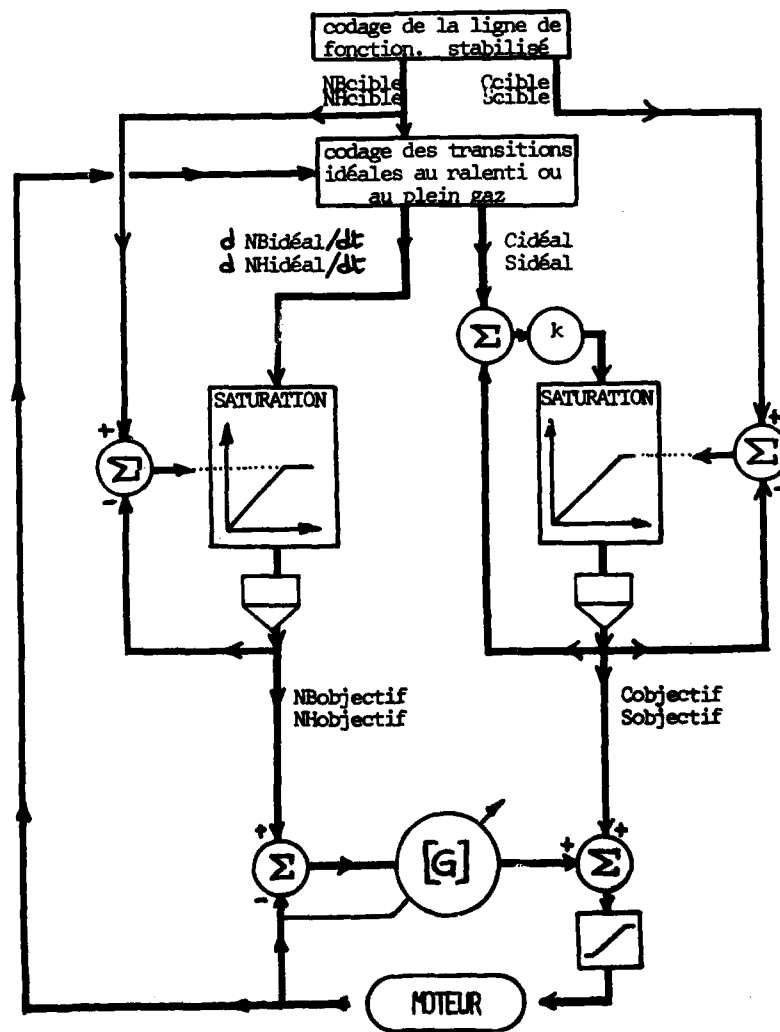 codage de la ligne de
fonction. stabilisé
NBcible
NHcible
Ccible
Scible
codage des transitions
idéales au ralenti ou
au plein gaz
d NBidéal/dt
d NHidéal/dt
Cidéal
Sidéal
Σ
k
SATURATION
SATURATION
+
Σ
-
+
Σ
-
NBobjectif
NHobjectif
Cobjectif
Sobjectif
+
Σ
-
[G]
+
+
Σ
MOTEUR